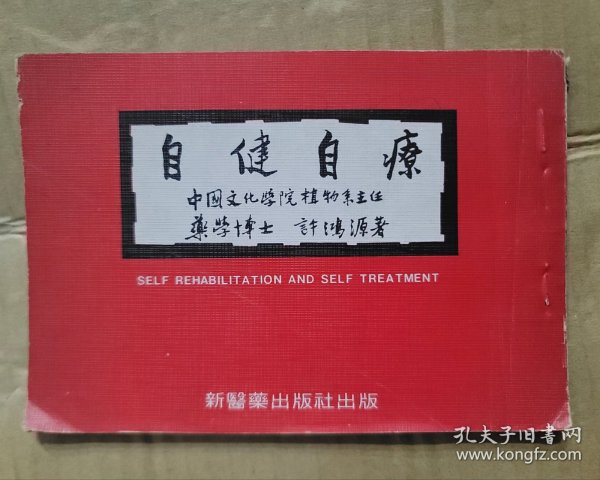 自健自療
中國文化學院植物系主任
藥學博士 許鴻源著
SELF REHABILITATION AND SELF TREATMENT
新醫藥出版社出版
孔夫子旧书网
www.kongfz.com